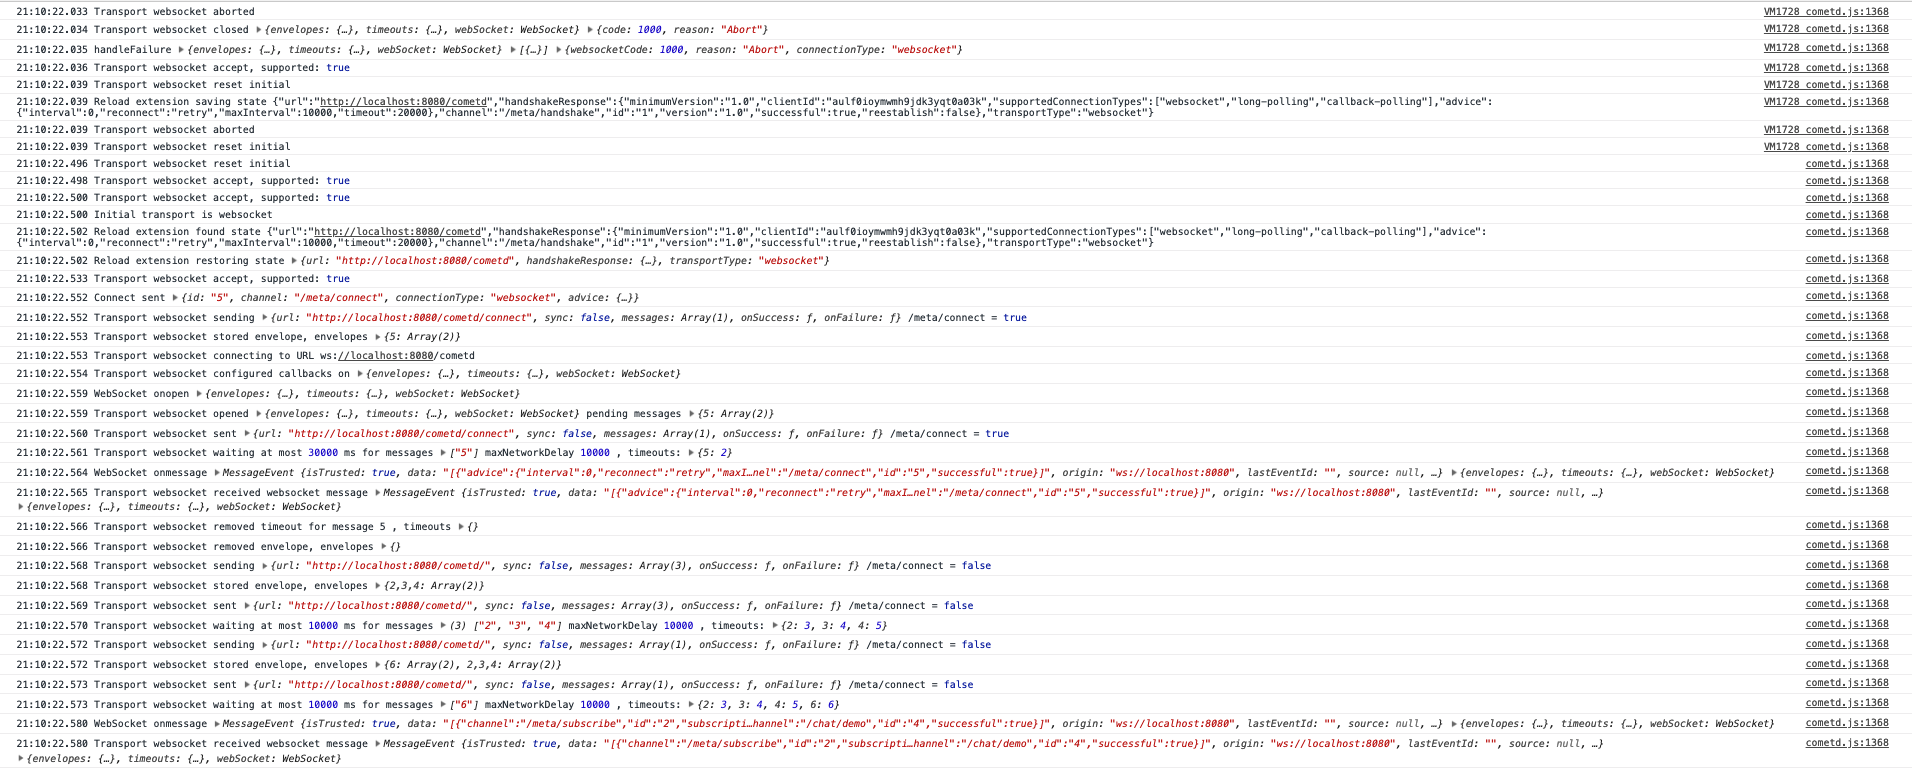 21:10:22.033 Transport websocket aborted VM1728 cometd.js:1368
21:10:22.034 Transport websocket closed ▶{envelopes: {…}, timeouts: {…}, webSocket: WebSocket} ▶{code: 1000, reason: "Abort"} VM1728 cometd.js:1368
21:10:22.035 handleFailure ▶{envelopes: {…}, timeouts: {…}, webSocket: WebSocket} ▶[{…}] ▶{websocketCode: 1000, reason: "Abort", connectionType: "websocket"} VM1728 cometd.js:1368
21:10:22.036 Transport websocket accept, supported: true VM1728 cometd.js:1368
21:10:22.039 Transport websocket reset initial VM1728 cometd.js:1368
21:10:22.039 Reload extension saving state {"url":"http://localhost:8080/cometd","handshakeResponse":{"minimumVersion":"1.0","clientId":"aulf0ioymwmh9jdk3yqt0a03k","supportedConnectionTypes":["websocket","long-polling","callback-polling"],"advice": VM1728 cometd.js:1368
{"interval":0,"reconnect":"retry","maxInterval":10000,"timeout":20000},"channel":"/meta/handshake","id":"1","version":"1.0","successful":true,"reestablish":false},"transportType":"websocket"}
21:10:22.039 Transport websocket aborted VM1728 cometd.js:1368
21:10:22.039 Transport websocket reset initial VM1728 cometd.js:1368
21:10:22.496 Transport websocket reset initial cometd.js:1368
21:10:22.498 Transport websocket accept, supported: true cometd.js:1368
21:10:22.500 Transport websocket accept, supported: true cometd.js:1368
21:10:22.500 Initial transport is websocket cometd.js:1368
21:10:22.502 Reload extension found state {"url":"http://localhost:8080/cometd","handshakeResponse":{"minimumVersion":"1.0","clientId":"aulf0ioymwmh9jdk3yqt0a03k","supportedConnectionTypes":["websocket","long-polling","callback-polling"],"advice": cometd.js:1368
{"interval":0,"reconnect":"retry","maxInterval":10000,"timeout":20000},"channel":"/meta/handshake","id":"1","version":"1.0","successful":true,"reestablish":false},"transportType":"websocket"}
21:10:22.502 Reload extension restoring state ▶{url: "http://localhost:8080/cometd", handshakeResponse: {…}, transportType: "websocket"} cometd.js:1368
21:10:22.533 Transport websocket accept, supported: true cometd.js:1368
21:10:22.552 Connect sent ▶{id: "5", channel: "/meta/connect", connectionType: "websocket", advice: {…}} cometd.js:1368
21:10:22.552 Transport websocket sending ▶{url: "http://localhost:8080/cometd/connect", sync: false, messages: Array(1), onSuccess: ƒ, onFailure: ƒ} /meta/connect = true cometd.js:1368
21:10:22.553 Transport websocket stored envelope, envelopes ▶{5: Array(2)} cometd.js:1368
21:10:22.553 Transport websocket connecting to URL ws://localhost:8080/cometd cometd.js:1368
21:10:22.554 Transport websocket configured callbacks on ▶{envelopes: {…}, timeouts: {…}, webSocket: WebSocket} cometd.js:1368
21:10:22.559 WebSocket onopen ▶{envelopes: {…}, timeouts: {…}, webSocket: WebSocket} cometd.js:1368
21:10:22.559 Transport websocket opened ▶{envelopes: {…}, timeouts: {…}, webSocket: WebSocket} pending messages ▶{5: Array(2)} cometd.js:1368
21:10:22.560 Transport websocket sent ▶{url: "http://localhost:8080/cometd/connect", sync: false, messages: Array(1), onSuccess: ƒ, onFailure: ƒ} /meta/connect = true cometd.js:1368
21:10:22.561 Transport websocket waiting at most 30000 ms for messages ▶["5"] maxNetworkDelay 10000 , timeouts: ▶{5: 2} cometd.js:1368
21:10:22.564 WebSocket onmessage ▶MessageEvent {isTrusted: true, data: "[{"advice":{"interval":0,"reconnect":"retry","maxI…nel":"/meta/connect","id":"5","successful":true}]", origin: "ws://localhost:8080", lastEventId: "", source: null, …} ▶{envelopes: {…}, timeouts: {…}, webSocket: WebSocket} cometd.js:1368
21:10:22.565 Transport websocket received websocket message ▶MessageEvent {isTrusted: true, data: "[{"advice":{"interval":0,"reconnect":"retry","maxI…nel":"/meta/connect","id":"5","successful":true}]", origin: "ws://localhost:8080", lastEventId: "", source: null, …} cometd.js:1368
▶{envelopes: {…}, timeouts: {…}, webSocket: WebSocket}
21:10:22.566 Transport websocket removed timeout for message 5 , timeouts ▶{} cometd.js:1368
21:10:22.566 Transport websocket removed envelope, envelopes ▶{} cometd.js:1368
21:10:22.568 Transport websocket sending ▶{url: "http://localhost:8080/cometd/", sync: false, messages: Array(3), onSuccess: ƒ, onFailure: ƒ} /meta/connect = false cometd.js:1368
21:10:22.568 Transport websocket stored envelope, envelopes ▶{2,3,4: Array(2)} cometd.js:1368
21:10:22.569 Transport websocket sent ▶{url: "http://localhost:8080/cometd/", sync: false, messages: Array(3), onSuccess: ƒ, onFailure: ƒ} /meta/connect = false cometd.js:1368
21:10:22.570 Transport websocket waiting at most 10000 ms for messages ▶(3) ["2", "3", "4"] maxNetworkDelay 10000 , timeouts: ▶{2: 3, 3: 4, 4: 5} cometd.js:1368
21:10:22.572 Transport websocket sending ▶{url: "http://localhost:8080/cometd/", sync: false, messages: Array(1), onSuccess: ƒ, onFailure: ƒ} /meta/connect = false cometd.js:1368
21:10:22.572 Transport websocket stored envelope, envelopes ▶{6: Array(2), 2,3,4: Array(2)} cometd.js:1368
21:10:22.573 Transport websocket sent ▶{url: "http://localhost:8080/cometd/", sync: false, messages: Array(1), onSuccess: ƒ, onFailure: ƒ} /meta/connect = false cometd.js:1368
21:10:22.573 Transport websocket waiting at most 10000 ms for messages ▶["6"] maxNetworkDelay 10000 , timeouts: ▶{2: 3, 3: 4, 4: 5, 6: 6} cometd.js:1368
21:10:22.580 WebSocket onmessage ▶MessageEvent {isTrusted: true, data: "[{"channel":"/meta/subscribe","id":"2","subscripti…hannel":"/chat/demo","id":"4","successful":true}]", origin: "ws://localhost:8080", lastEventId: "", source: null, …} ▶{envelopes: {…}, timeouts: {…}, webSocket: WebSocket} cometd.js:1368
21:10:22.580 Transport websocket received websocket message ▶MessageEvent {isTrusted: true, data: "[{"channel":"/meta/subscribe","id":"2","subscripti…hannel":"/chat/demo","id":"4","successful":true}]", origin: "ws://localhost:8080", lastEventId: "", source: null, …} cometd.js:1368
▶{envelopes: {…}, timeouts: {…}, webSocket: WebSocket}